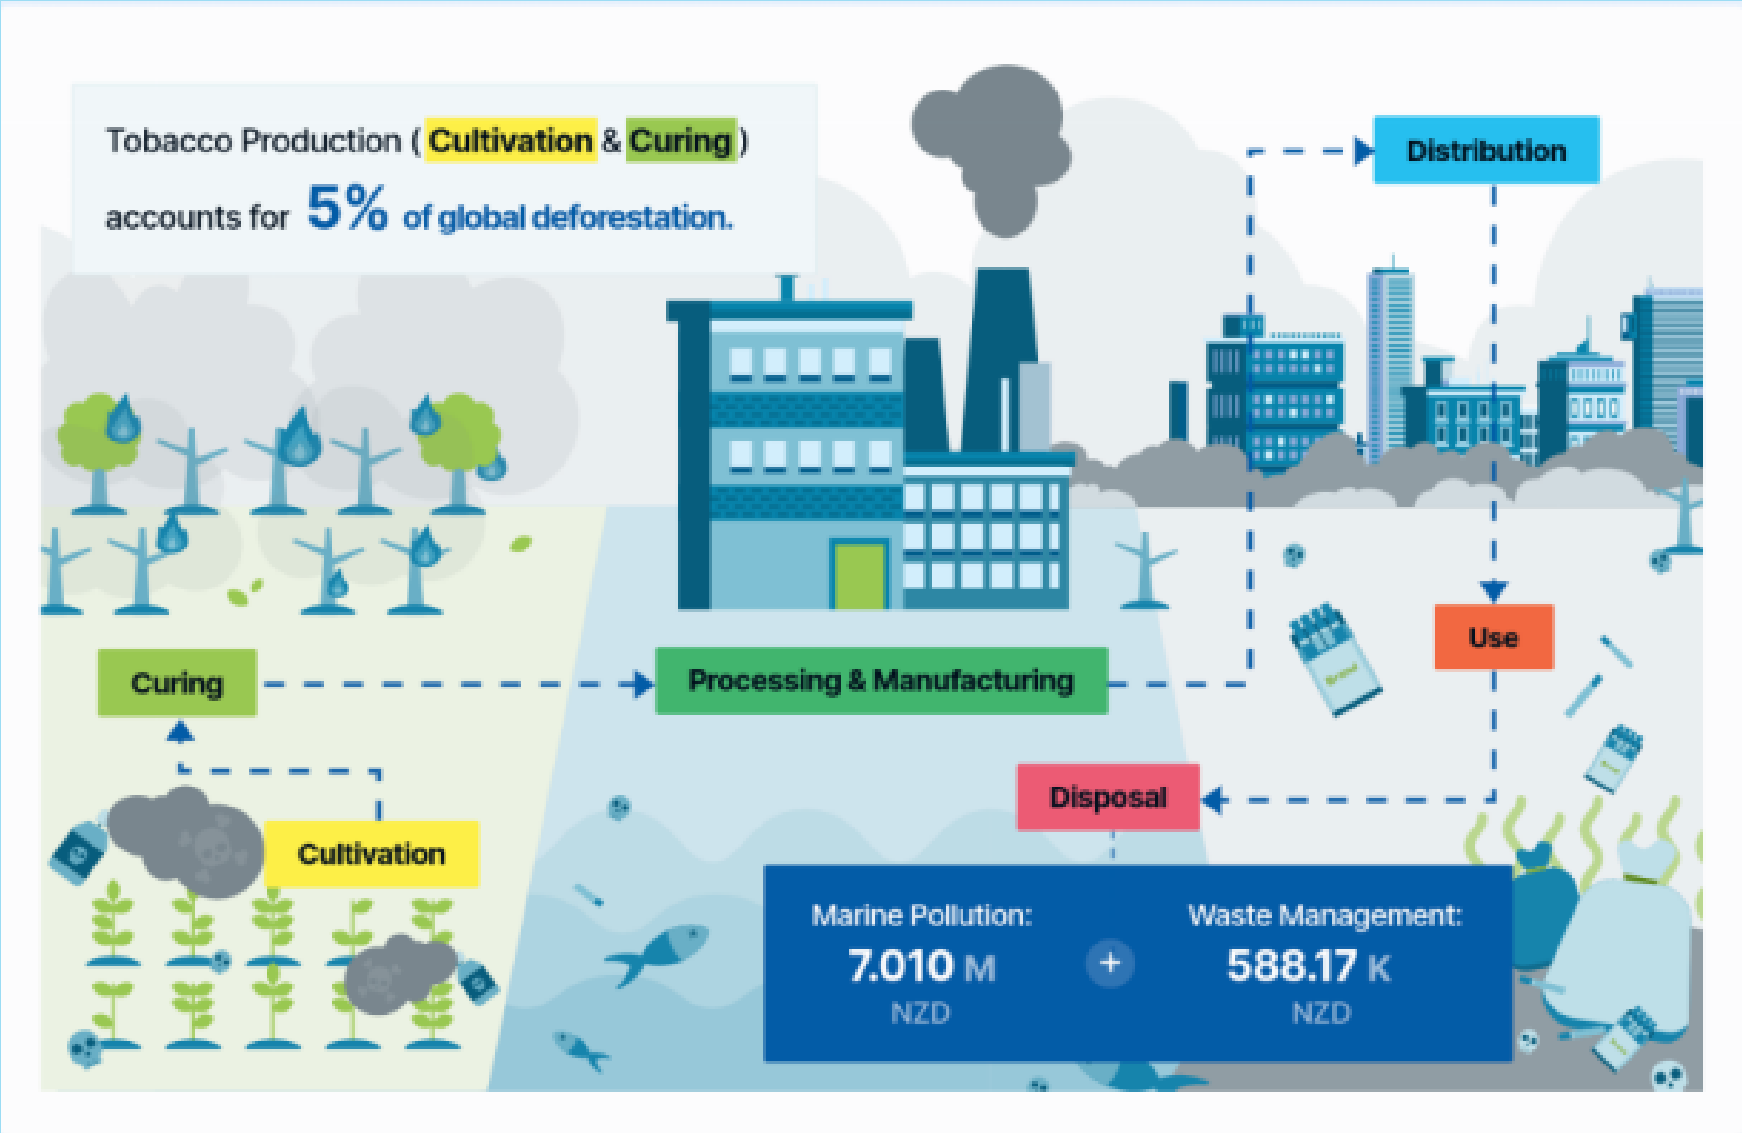 Tobacco Production ( Cultivation & Curing )
accounts for 5% of global deforestation.
Distribution
Use
Curing
Processing & Manufacturing
Disposal
Cultivation
Marine Pollution:
7.010 M
NZD
+
Waste Management:
588.17 K
NZD